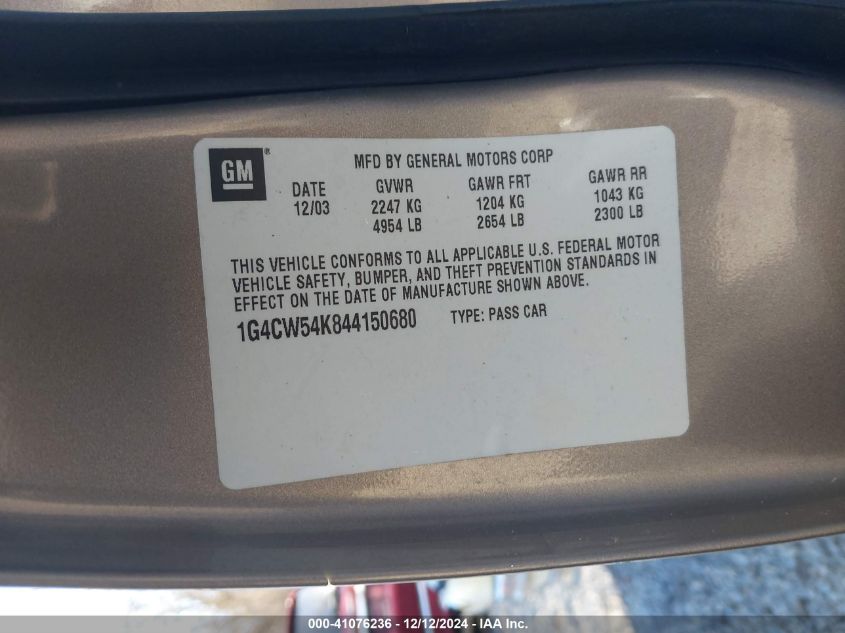 GM®
MFD BY GENERAL MOTORS CORP
DATE GVWR GAWR FRT GAWR RR
12/03 2247 KG 1204 KG 1043 KG
4954 LB 2654 LB 2300 LB
THIS VEHICLE CONFORMS TO ALL APPLICABLE U.S. FEDERAL MOTOR
VEHICLE SAFETY, BUMPER, AND THEFT PREVENTION STANDARDS IN
EFFECT ON THE DATE OF MANUFACTURE SHOWN ABOVE.
1G4CW54K844150680 TYPE: PASS CAR
000-41076236 - 12/12/2024 - IAA Inc.